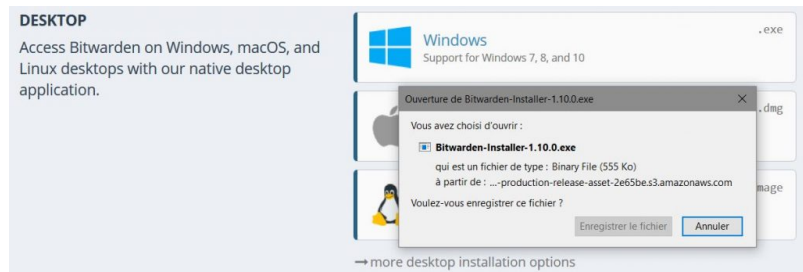 DESKTOP
Access Bitwarden on Windows, macOS, and
Linux desktops with our native desktop
application.
Windows
.exe
Support for Windows 7, 8, and 10
Ouverture de Bitwarden-Installer-1.10.0.exe
.dmg
Vous avez choisi d'ouvrir :
Bitwarden-Installer-1.10.0.exe
qui est un fichier de type : Binary File (555 Ko)
à partir de : ...-production-release-asset-2e65be.s3.amazonaws.com
mage
Voulez-vous enregistrer ce fichier ?
Enregistrer le fichier
Annuler
→more desktop installation options